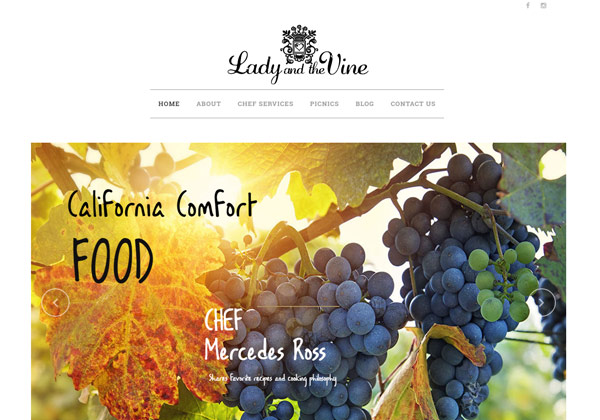 Lady and the Vine
HOME ABOUT CHEF SERVICES PICNICS BLOG CONTACT US
California Comfort
FOOD
CHEF
Mercedes Ross
Shares Favorite recipes and cooking philosophy